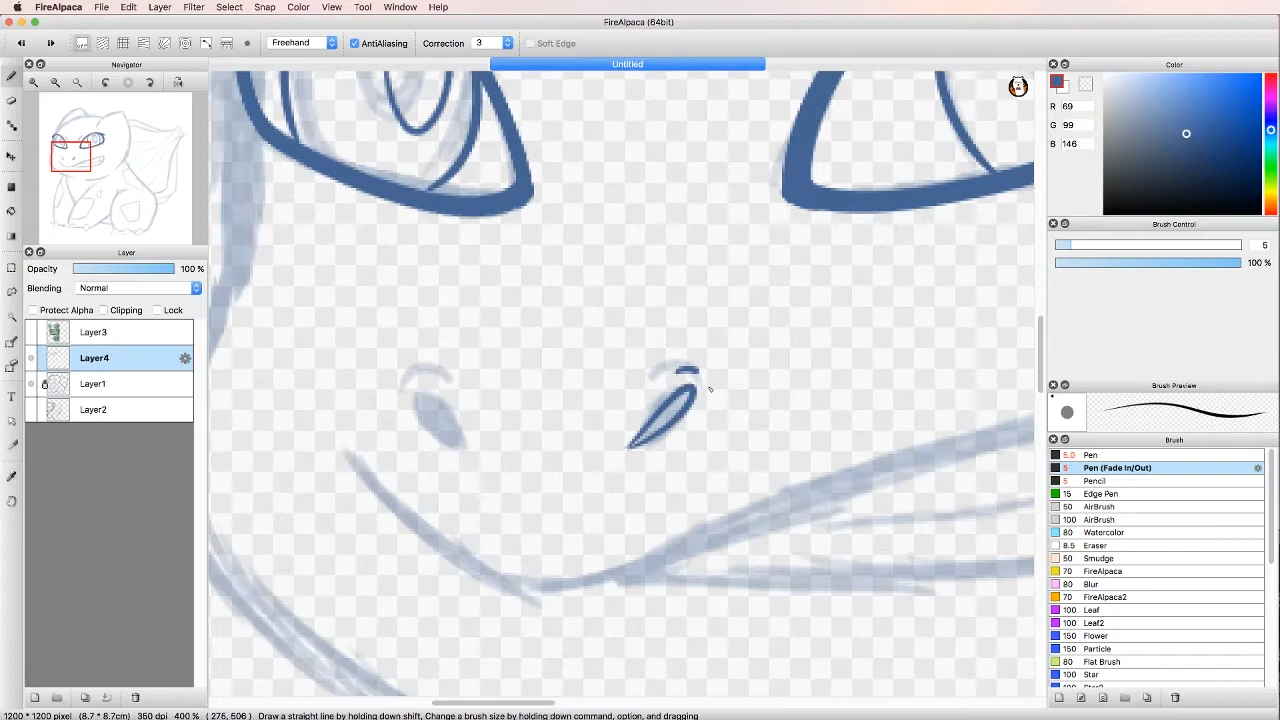 FireAlpaca File Edit Layer Filter Select Snap Color View Tool Window Help
FireAlpaca (64bit)
Freehand AntiAliasing Correction 3 Soft Edge
Navigator
Untitled
Color
R 69
G 99
B 146
Brush Control
5
100 %
Layer
Opacity 100 %
Blending Normal
Protect Alpha Clipping Lock
Layer3
Layer4
Layer1
Layer2
Brush Preview
Brush
5.0 Pen
5 Pen (Fade In/Out)
5 Pencil
15 Edge Pen
50 AirBrush
100 AirBrush
80 Watercolor
8.5 Eraser
50 Smudge
70 FireAlpaca
80 Blur
70 FireAlpaca2
100 Leaf
100 Leaf2
150 Flower
150 Particle
80 Flat Brush
100 Star
1200 * 1200 pixel (8.7 * 8.7cm) 350 dpi 400 % ( 275, 506 ) Draw a straight line by holding down shift, Change a brush size by holding down command, option, and dragging